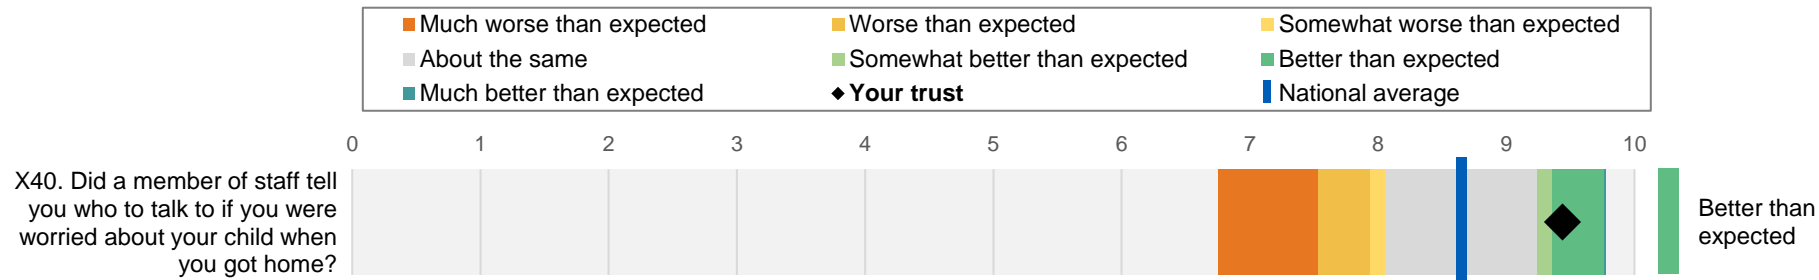 Much worse than expected
Worse than expected
Somewhat worse than expected
About the same
Somewhat better than expected
Better than expected
Much better than expected
Your trust
National average
0 1 2 3 4 5 6 7 8 9 10
X40. Did a member of staff tell
you who to talk to if you were
worried about your child when
you got home?
Better than
expected